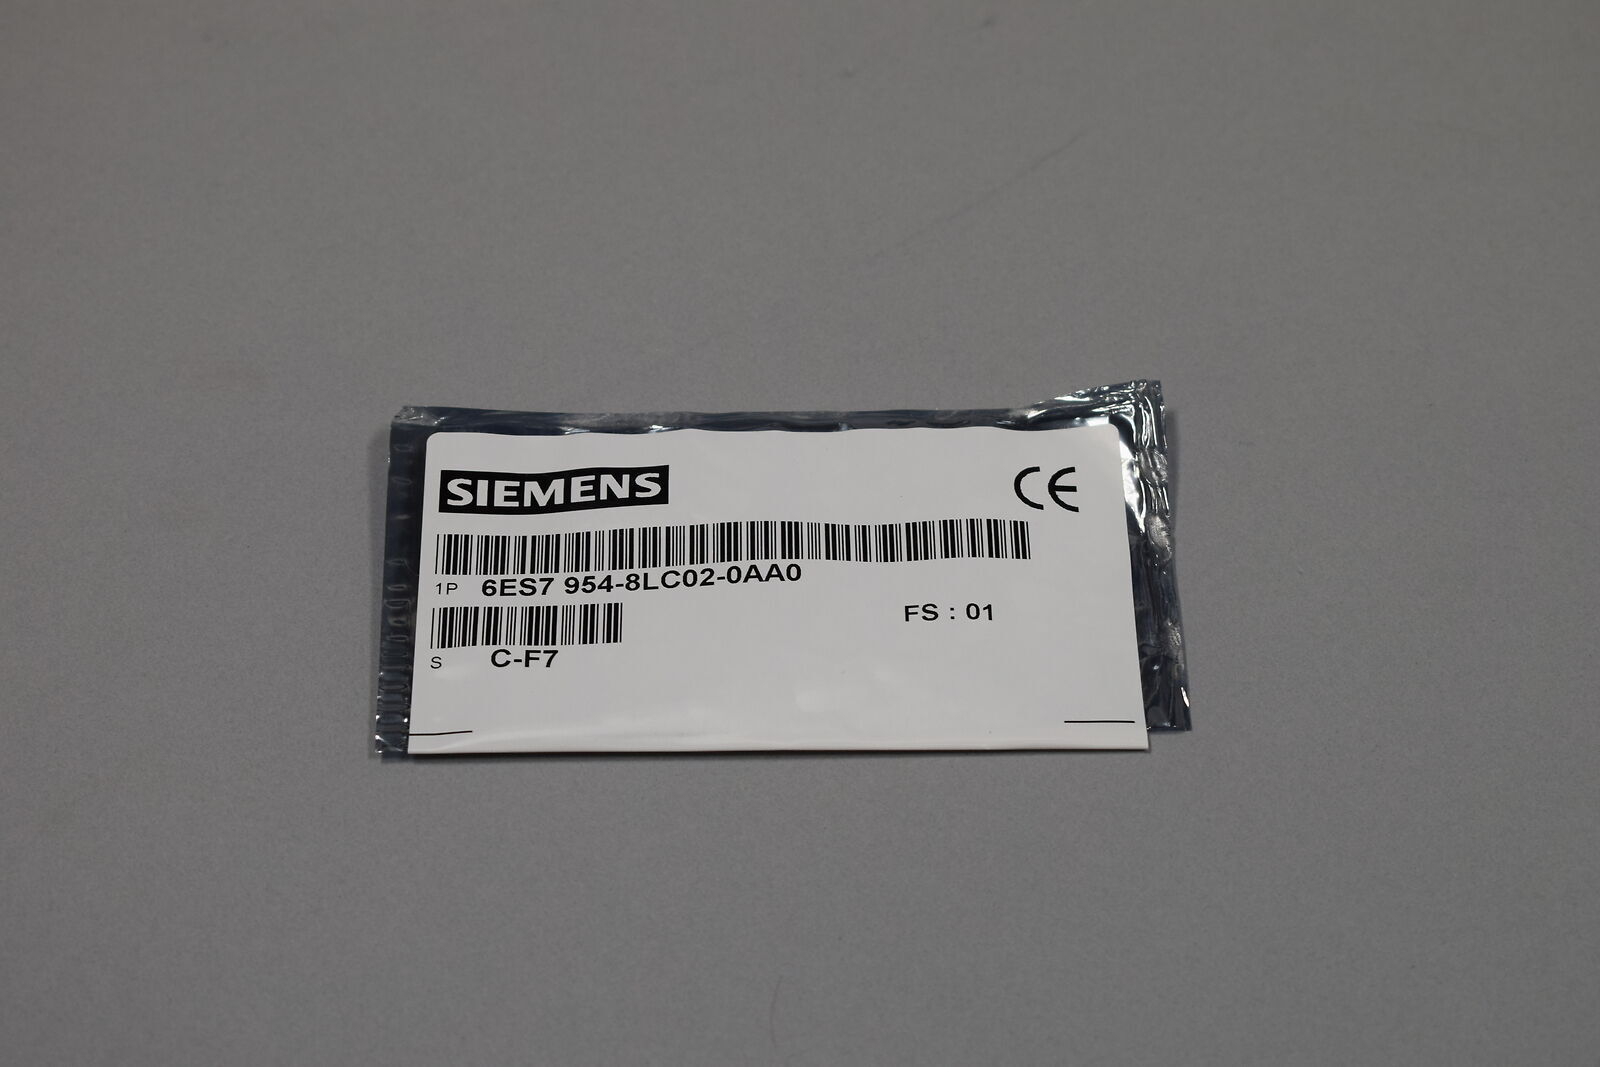 SIEMENS
CE
1P 6ES7 954-8LC02-0AA0
FS : 01
S C-F7